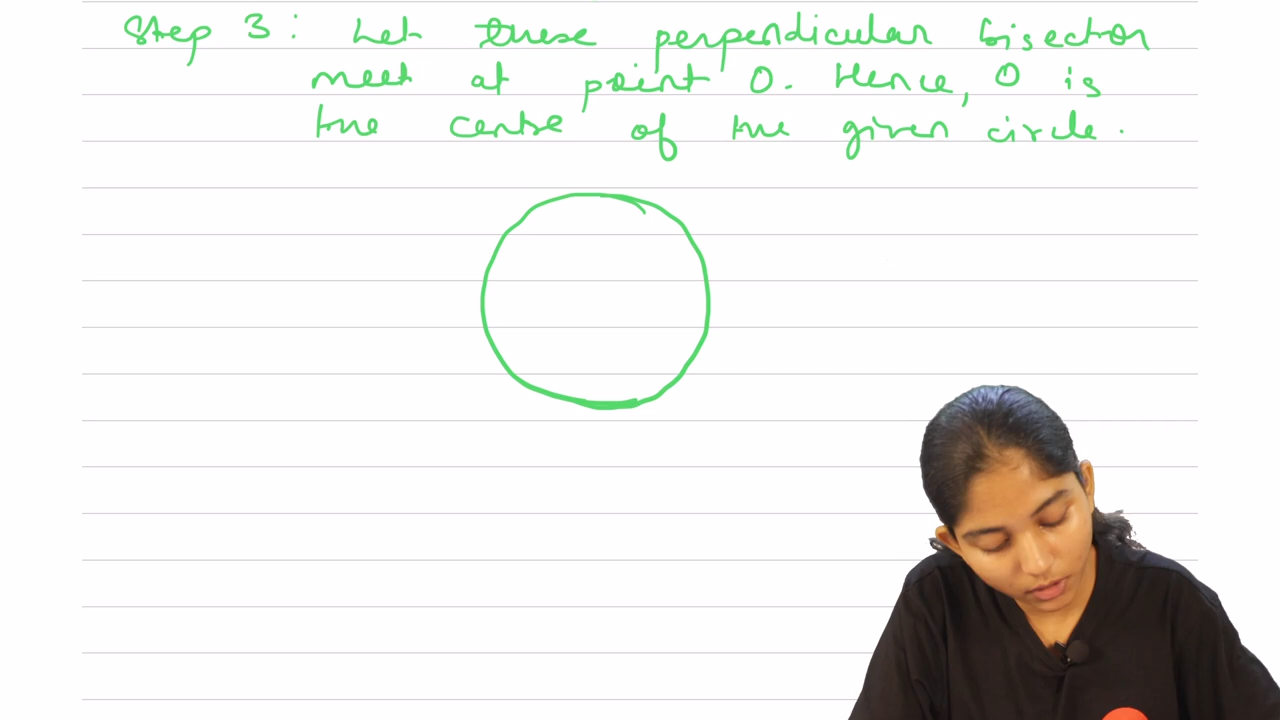 Step 3: Let these perpendicular bisector
meet at point O. Hence, O is
the centre of the given circle.